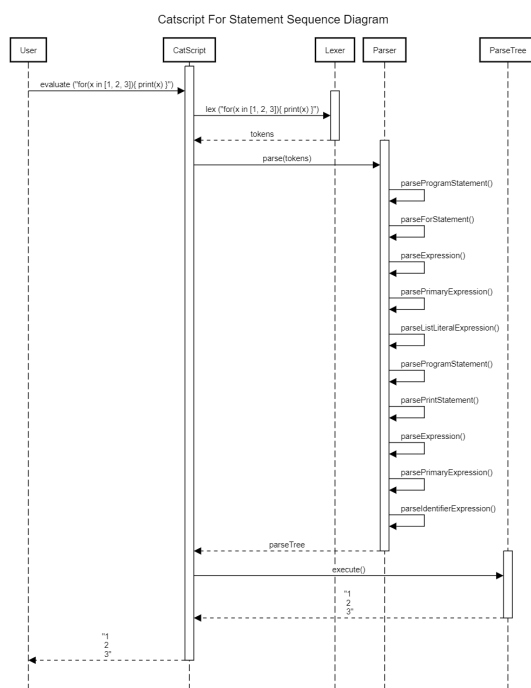 Catscript For Statement Sequence Diagram
User
CatScript
Lexer
Parser
ParseTree
evaluate ("for(x in [1, 2, 3]){ print(x) }")
lex ("for(x in [1, 2, 3]){ print(x) }")
tokens
parse(tokens)
parseProgramStatement()
parseForStatement()
parseExpression()
parsePrimaryExpression()
parseListLiteralExpression()
parseProgramStatement()
parsePrintStatement()
parseExpression()
parsePrimaryExpression()
parseIdentifierExpression()
parseTree
execute()
"1
2
3"
"1
2
3"